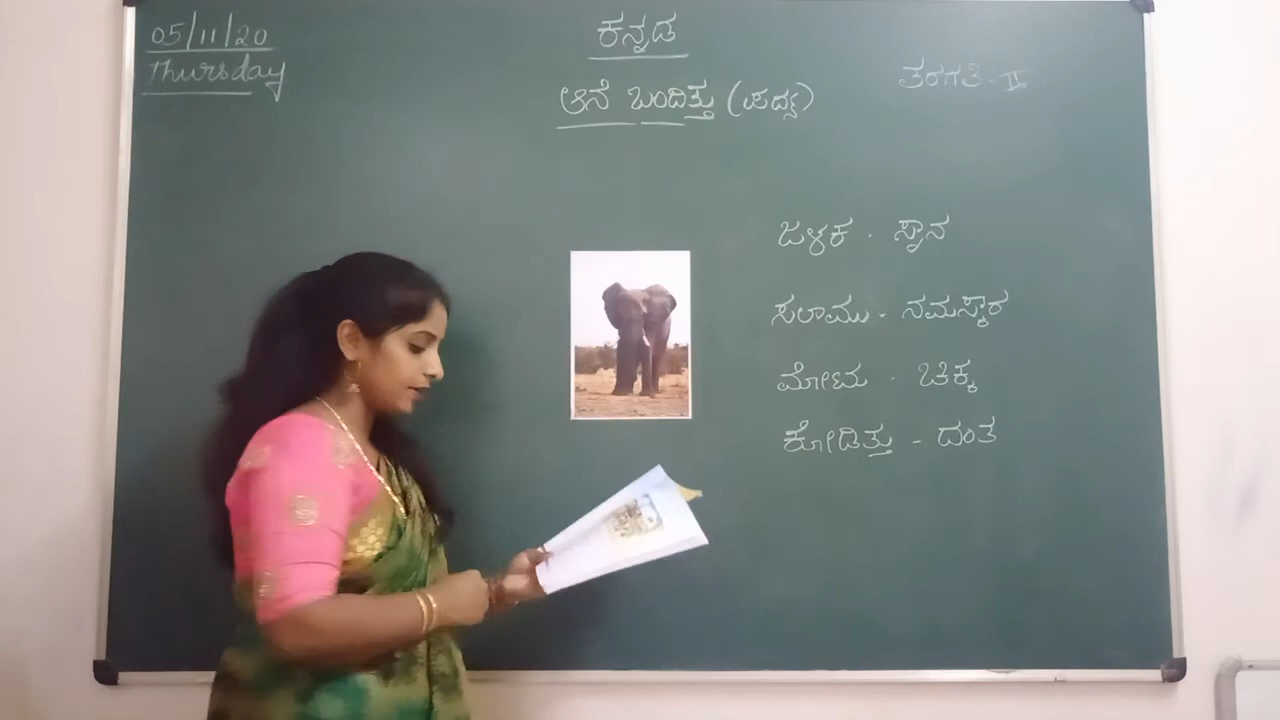 05/11/20
Thursday
ಕನ್ನಡ
ಆನೆ ಬಂದಿತ್ತು (ಪದ್ಯ)
ತರಗತಿ - II
ಜಳಕ - ಸ್ನಾನ
ಸಲಾಮು - ನಮಸ್ಕಾರ
ಮೋಟು - ಚಿಕ್ಕ
ಕೋಡಿತ್ತು - ದಂತ